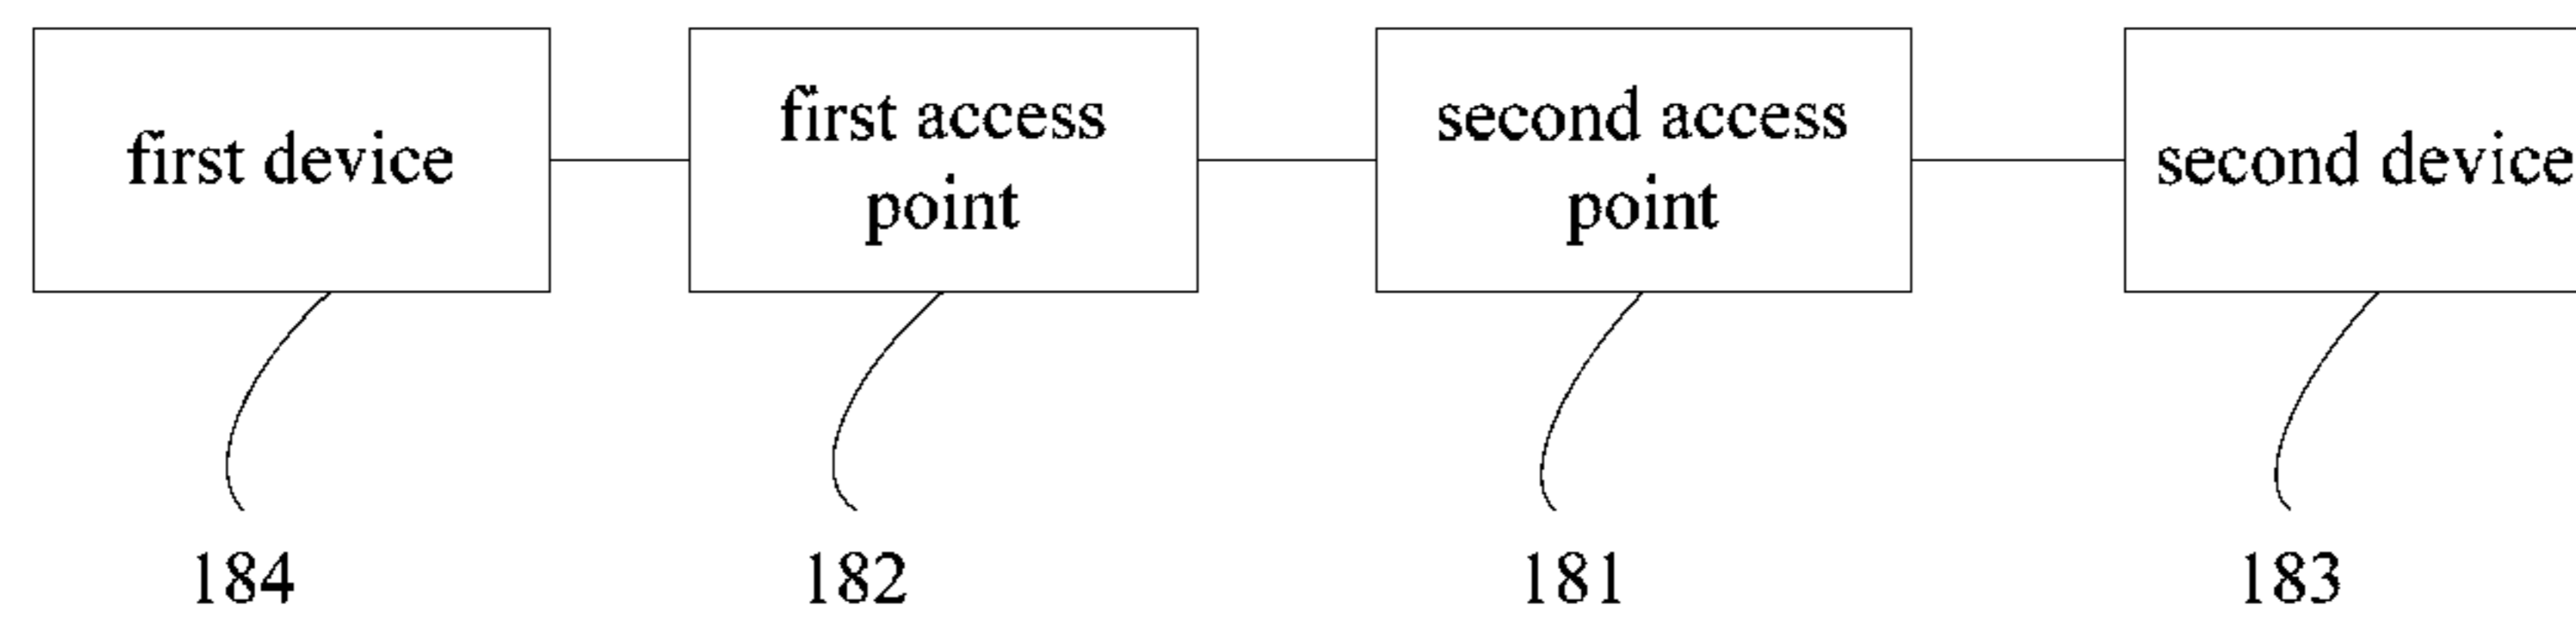 first device
first access
point
second access
point
second device
184
182
181
183